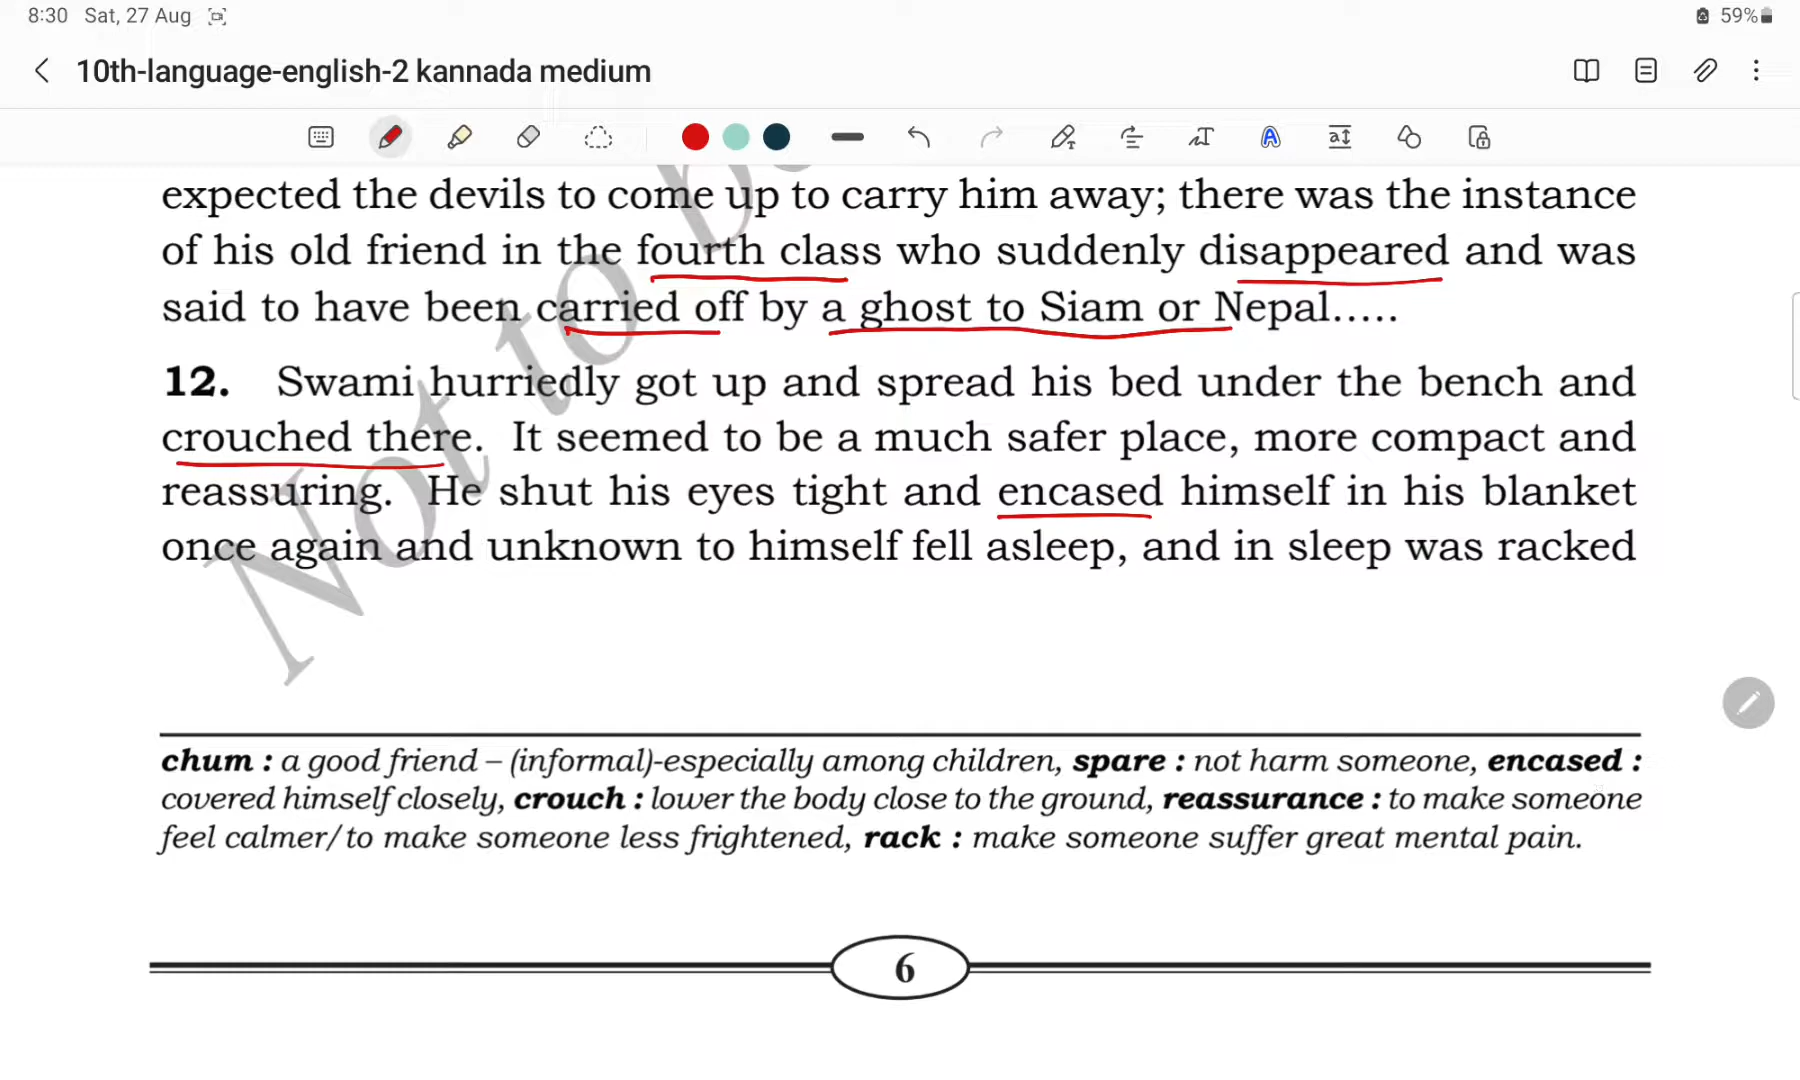 8:30 Sat, 27 Aug 59%
10th-language-english-2 kannada medium
expected the devils to come up to carry him away; there was the instance
of his old friend in the fourth class who suddenly disappeared and was
said to have been carried off by a ghost to Siam or Nepal.....
12. Swami hurriedly got up and spread his bed under the bench and
crouched there. It seemed to be a much safer place, more compact and
reassuring. He shut his eyes tight and encased himself in his blanket
once again and unknown to himself fell asleep, and in sleep was racked
Not to b
chum : a good friend – (informal)-especially among children, spare : not harm someone, encased :
covered himself closely, crouch : lower the body close to the ground, reassurance : to make someone
feel calmer/to make someone less frightened, rack : make someone suffer great mental pain.
6